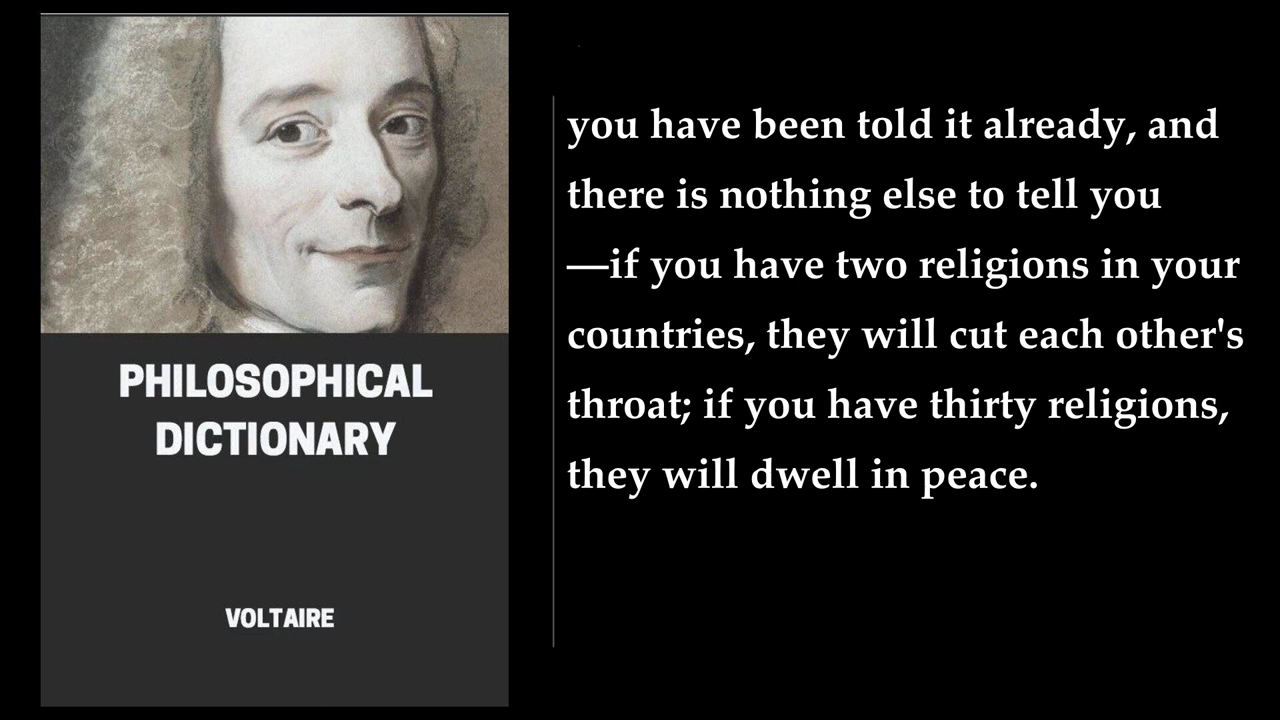 PHILOSOPHICAL
DICTIONARY
VOLTAIRE
you have been told it already, and
there is nothing else to tell you
—if you have two religions in your
countries, they will cut each other's
throat; if you have thirty religions,
they will dwell in peace.